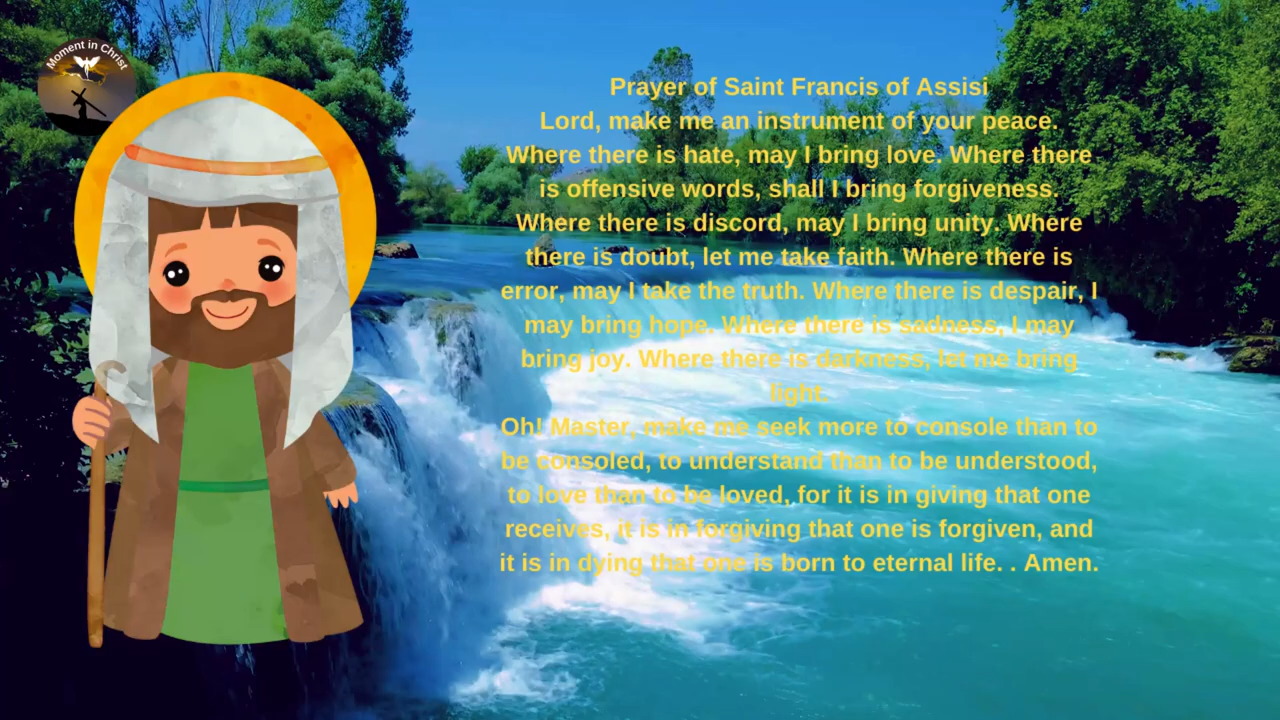 Moment in Christ
Prayer of Saint Francis of Assisi
Lord, make me an instrument of your peace.
Where there is hate, may I bring love. Where there
is offensive words, shall I bring forgiveness.
Where there is discord, may I bring unity. Where
there is doubt, let me take faith. Where there is
error, may I take the truth. Where there is despair, I
may bring hope. Where there is sadness, I may
bring joy. Where there is darkness, let me bring
light.
Oh! Master, make me seek more to console than to
be consoled, to understand than to be understood,
to love than to be loved, for it is in giving that one
receives, it is in forgiving that one is forgiven, and
it is in dying that one is born to eternal life. . Amen.